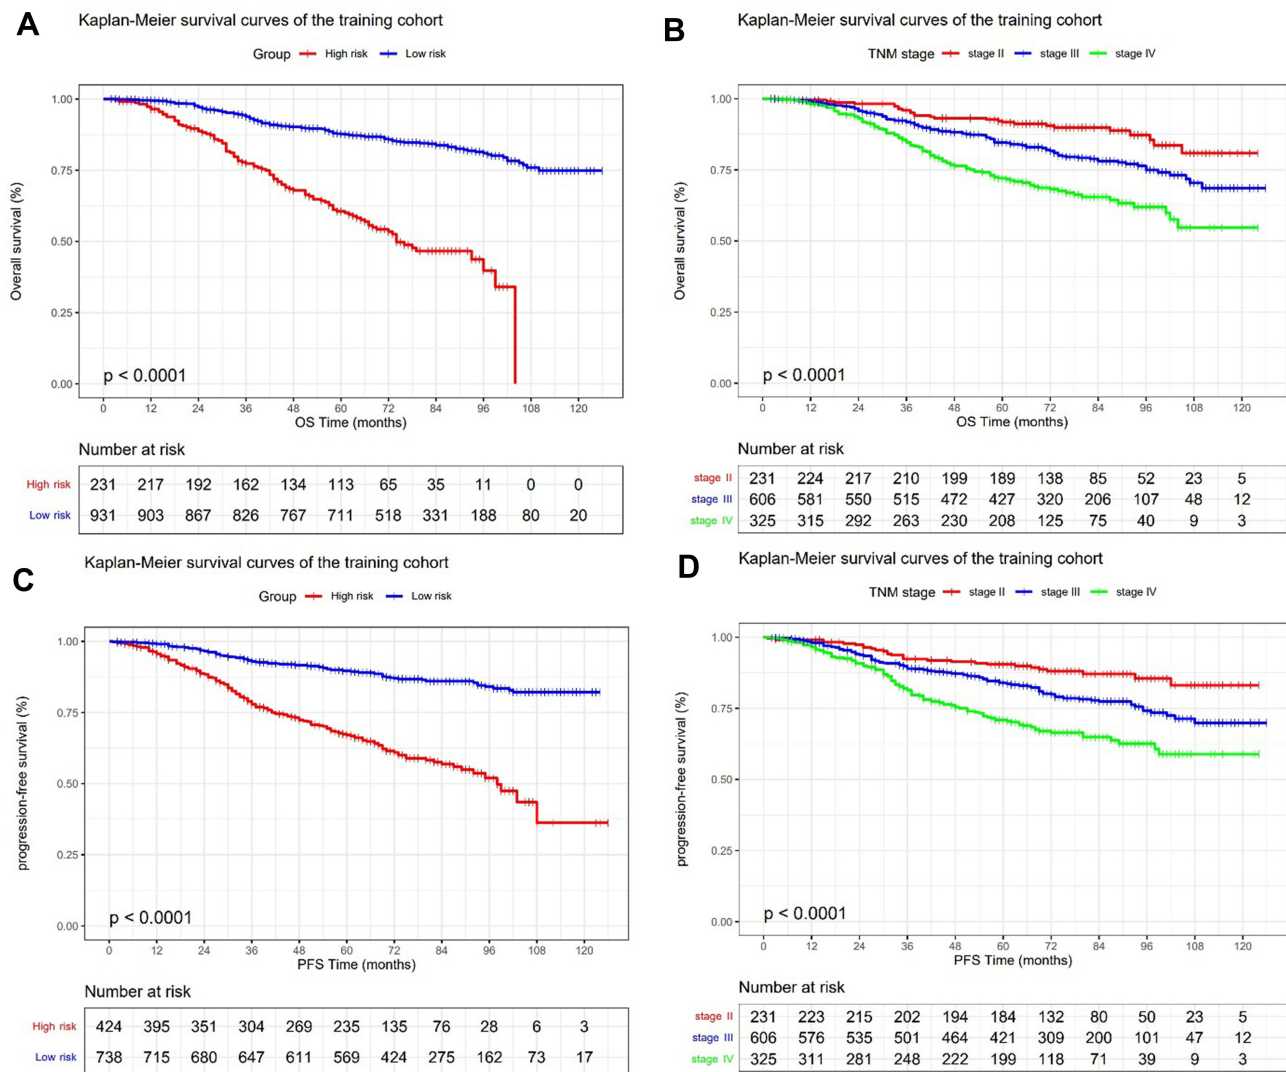 A
Kaplan-Meier survival curves of the training cohort
Group High risk Low risk
Overall survival (%)
1.00
0.75
0.50
0.25
0.00
p < 0.0001
0 12 24 36 48 60 72 84 96 108 120
OS Time (months)
Number at risk
High risk 231 217 192 162 134 113 65 35 11 0 0
Low risk 931 903 867 826 767 711 518 331 188 80 20
B
Kaplan-Meier survival curves of the training cohort
TNM stage stage II stage III stage IV
Overall survival (%)
1.00
0.75
0.50
0.25
0.00
p < 0.0001
0 12 24 36 48 60 72 84 96 108 120
OS Time (months)
Number at risk
stage II 231 224 217 210 199 189 138 85 52 23 5
stage III 606 581 550 515 472 427 320 206 107 48 12
stage IV 325 315 292 263 230 208 125 75 40 9 3
C
Kaplan-Meier survival curves of the training cohort
Group High risk Low risk
progression-free survival (%)
1.00
0.75
0.50
0.25
0.00
p < 0.0001
0 12 24 36 48 60 72 84 96 108 120
PFS Time (months)
Number at risk
High risk 424 395 351 304 269 235 135 76 28 6 3
Low risk 738 715 680 647 611 569 424 275 162 73 17
D
Kaplan-Meier survival curves of the training cohort
TNM stage stage II stage III stage IV
progression-free survival (%)
1.00
0.75
0.50
0.25
0.00
p < 0.0001
0 12 24 36 48 60 72 84 96 108 120
PFS Time (months)
Number at risk
stage II 231 223 215 202 194 184 132 80 50 23 5
stage III 606 576 535 501 464 421 309 200 101 47 12
stage IV 325 311 281 248 222 199 118 71 39 9 3